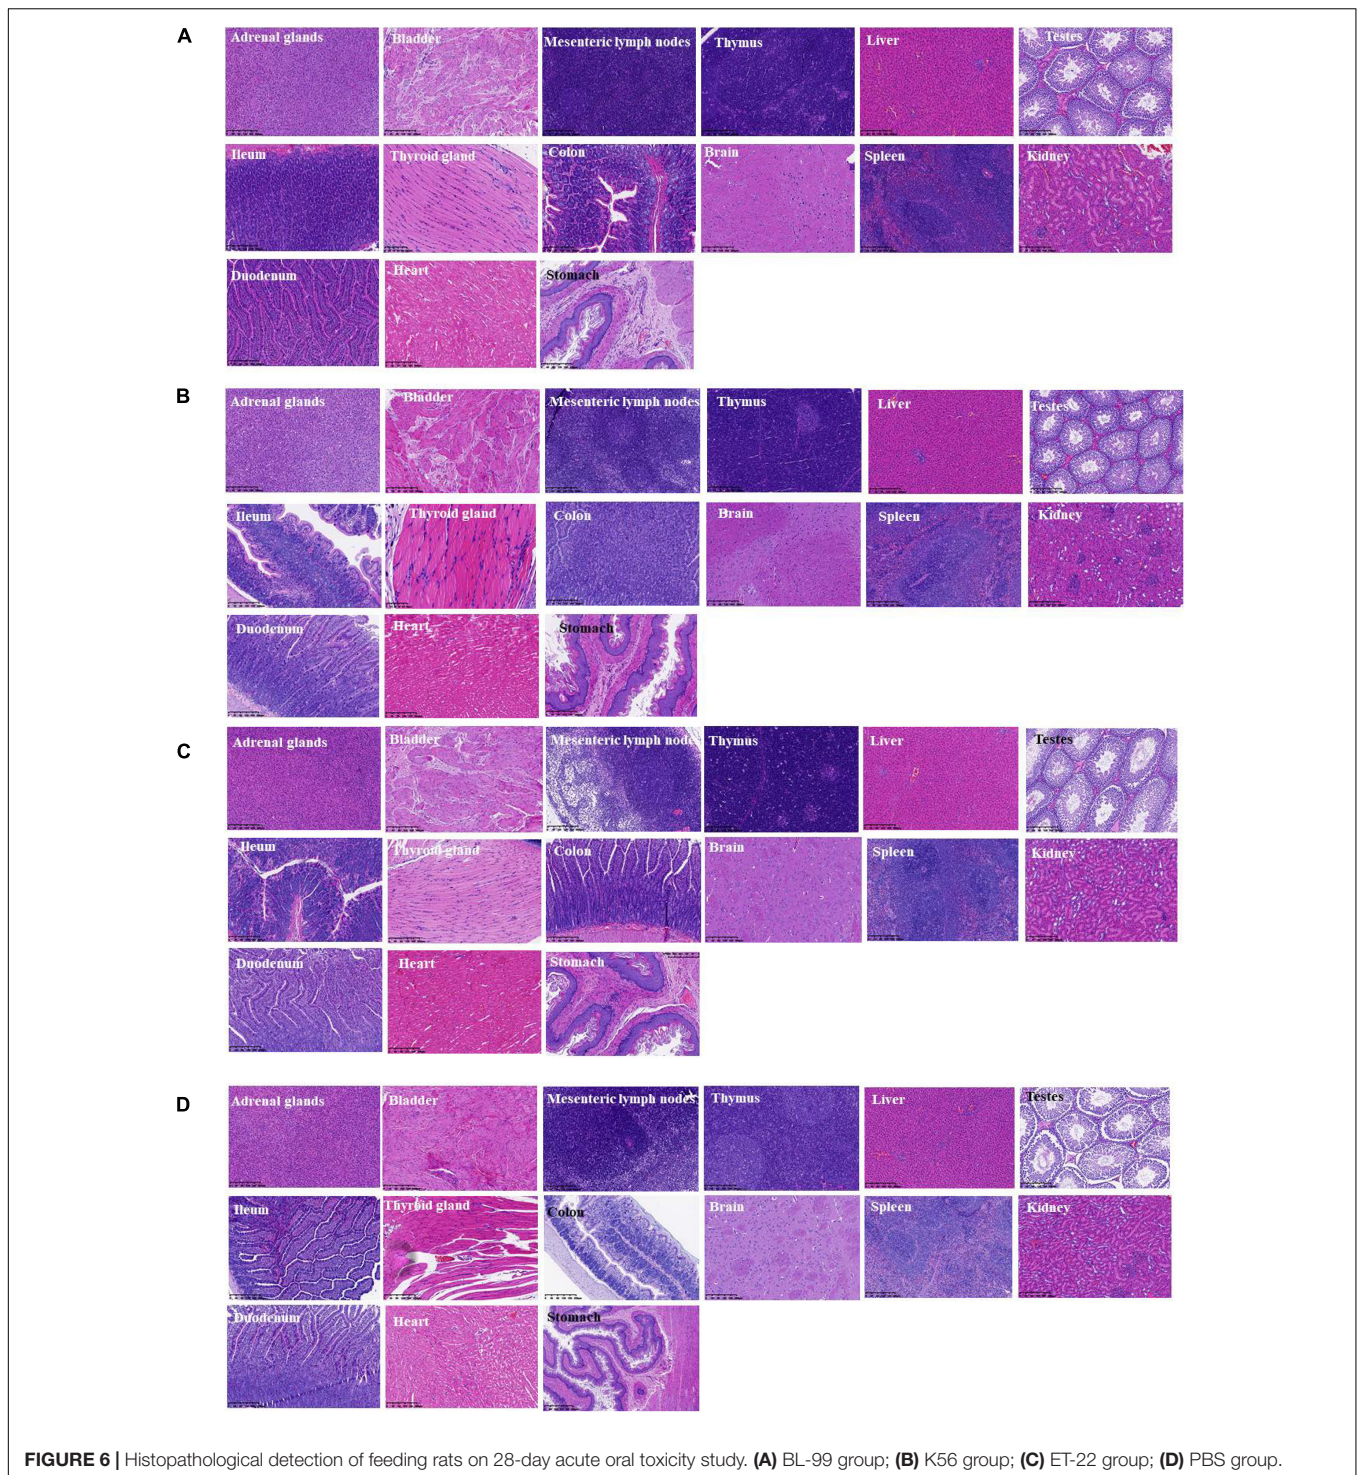 A
Adrenal glands Bladder Mesenteric lymph nodes Thymus Liver Testes
Ileum Thyroid gland Colon Brain Spleen Kidney
Duodenum Heart Stomach
B
Adrenal glands Bladder Mesenteric lymph nodes Thymus Liver Testes
Ileum Thyroid gland Colon Brain Spleen Kidney
Duodenum Heart Stomach
C
Adrenal glands Bladder Mesenteric lymph nodes Thymus Liver Testes
Ileum Thyroid gland Colon Brain Spleen Kidney
Duodenum Heart Stomach
D
Adrenal glands Bladder Mesenteric lymph nodes Thymus Liver Testes
Ileum Thyroid gland Colon Brain Spleen Kidney
Duodenum Heart Stomach
FIGURE 6 | Histopathological detection of feeding rats on 28-day acute oral toxicity study. (A) BL-99 group; (B) K56 group; (C) ET-22 group; (D) PBS group.